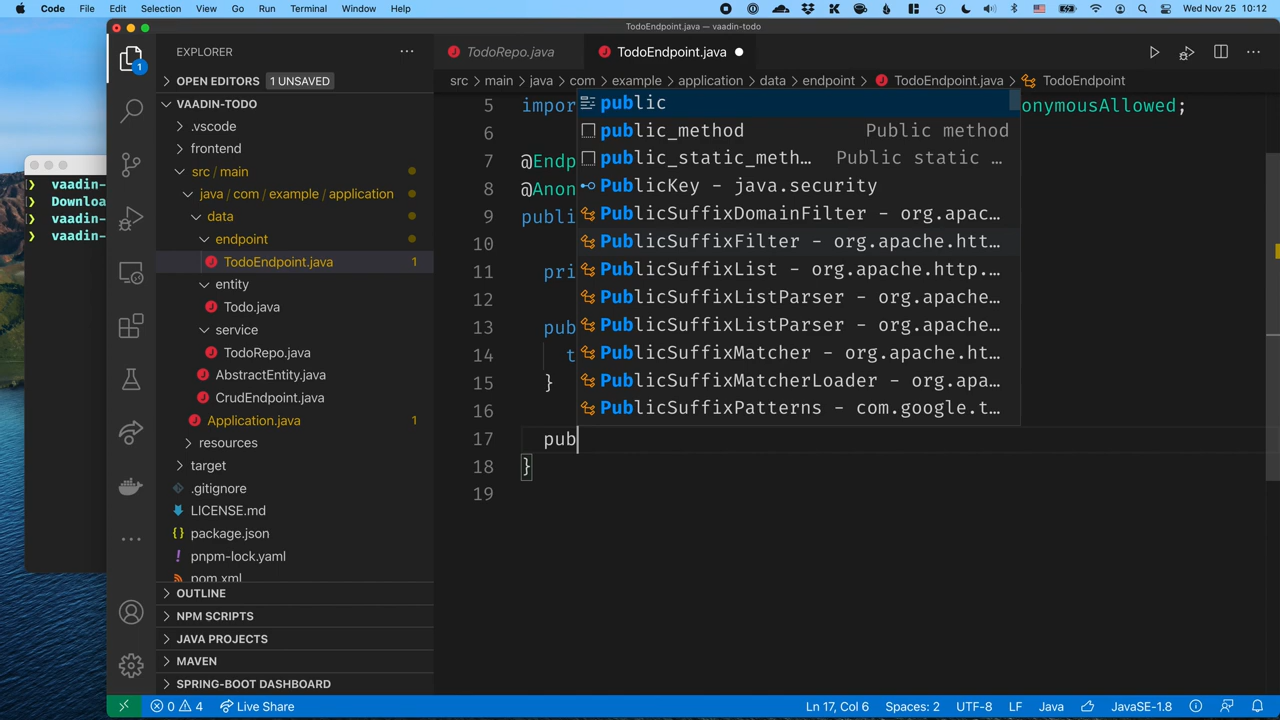 Code File Edit Selection View Go Run Terminal Window Help Wed Nov 25 10:12
TodoEndpoint.java — vaadin-todo
EXPLORER
TodoRepo.java
TodoEndpoint.java
OPEN EDITORS 1 UNSAVED
src > main > java > com > example > application > data > endpoint > TodoEndpoint.java > TodoEndpoint
VAADIN-TODO
.vscode
frontend
src / main
java / com / example / application
data
endpoint
TodoEndpoint.java 1
entity
Todo.java
service
TodoRepo.java
AbstractEntity.java
CrudEndpoint.java
Application.java 1
resources
target
.gitignore
LICENSE.md
package.json
pnpm-lock.yaml
pom.xml
OUTLINE
NPM SCRIPTS
JAVA PROJECTS
MAVEN
SPRING-BOOT DASHBOARD
vaadin-
Downloa
vaadin-
vaadin-
1
5 impor onymousAllowed;
6
7 @Endp
8 @Anon
9 publi
10
11 pri
12
13 pub
14 t
15 }
16
17 pub
18 }
19
public
public_method Public method
public_static_meth… Public static …
PublicKey - java.security
PublicSuffixDomainFilter - org.apac…
PublicSuffixFilter - org.apache.htt…
PublicSuffixList - org.apache.http.…
PublicSuffixListParser - org.apache…
PublicSuffixListParser - org.apache…
PublicSuffixMatcher - org.apache.ht…
PublicSuffixMatcherLoader - org.apa…
PublicSuffixPatterns - com.google.t…
0 4 Live Share Ln 17, Col 6 Spaces: 2 UTF-8 LF Java JavaSE-1.8